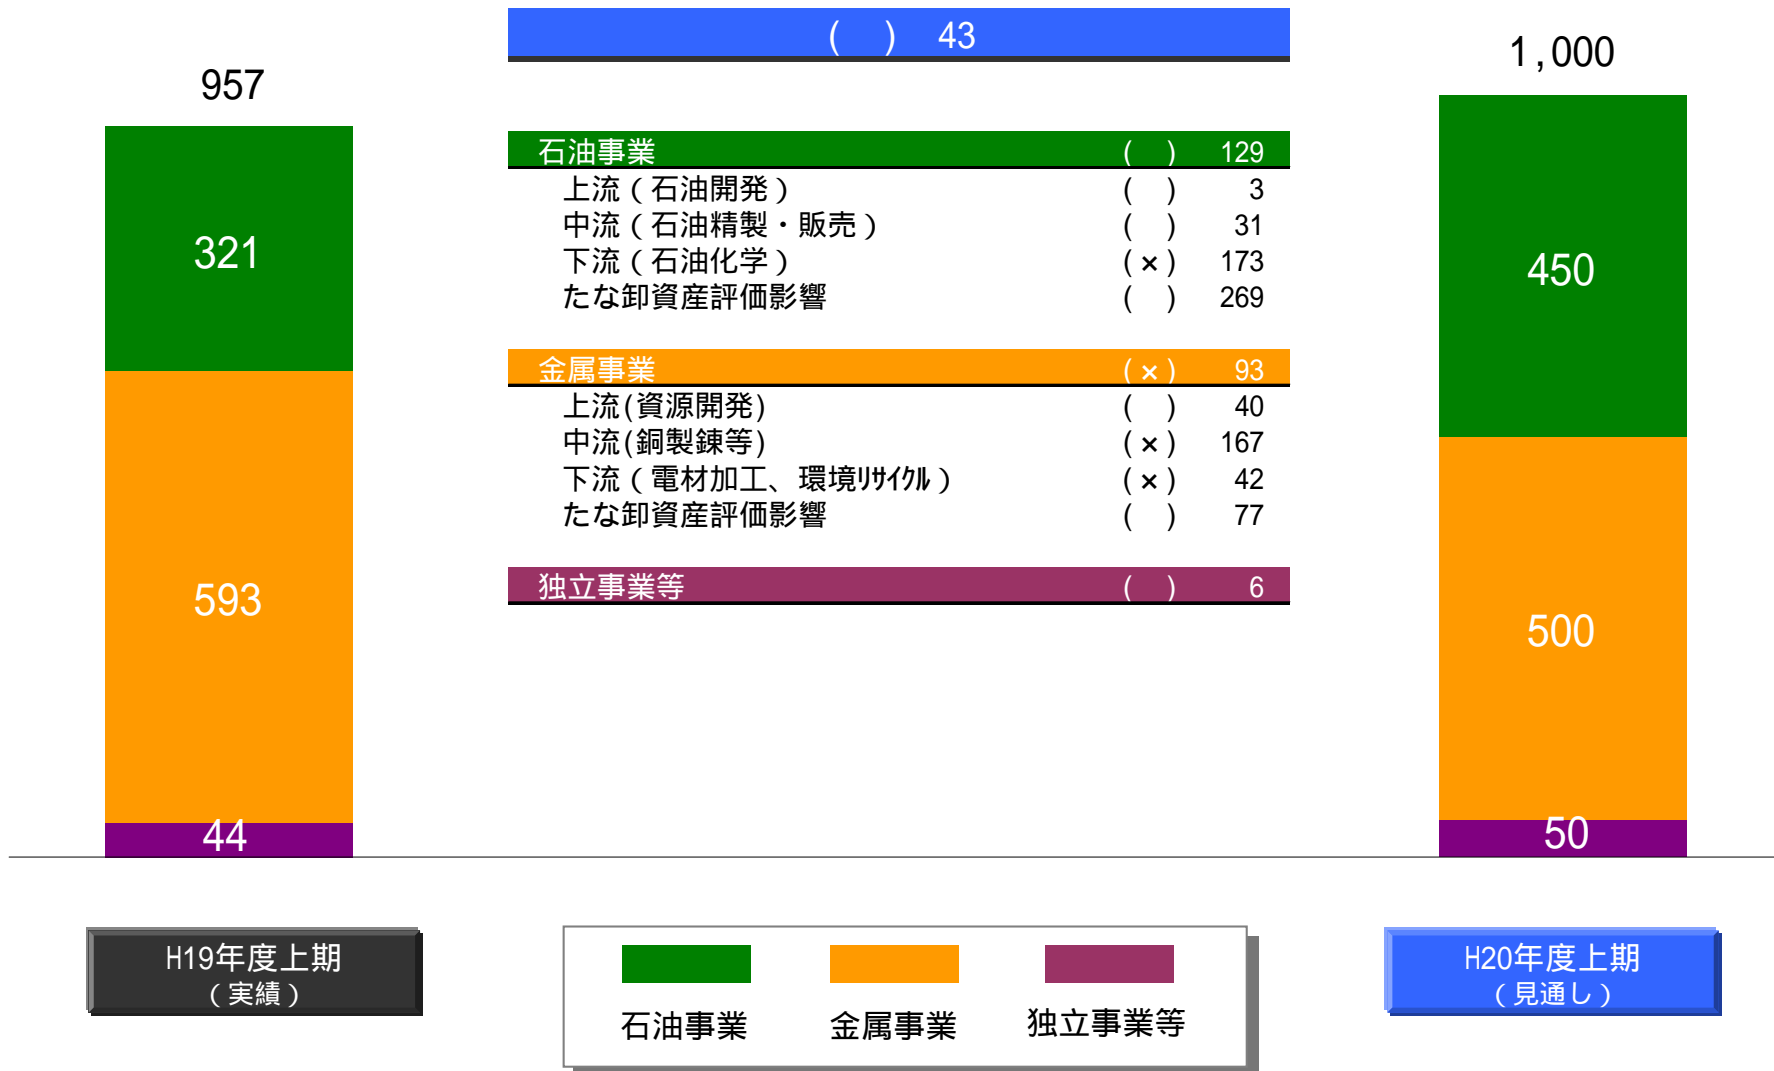 ( ) 43
957
1,000
石油事業 ( ) 129
上流（石油開発） ( ) 3
中流（石油精製・販売） ( ) 31
下流（石油化学） (×) 173
たな卸資産評価影響 ( ) 269
金属事業 (×) 93
上流(資源開発) ( ) 40
中流(銅製錬等) (×) 167
下流（電材加工、環境ﾘｻｲｸﾙ） (×) 42
たな卸資産評価影響 ( ) 77
独立事業等 ( ) 6
321
593
44
450
500
50
H19年度上期
（実績）
石油事業
金属事業
独立事業等
H20年度上期
（見通し）